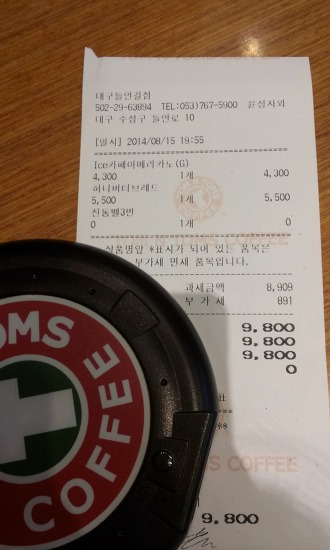 대구들안길점
502-29-63894 TEL:053)767-5900 윤성지외
대구 수성구 들안로 10
[일시] 2014/08/15 19:55
Ice카페아메리카노(G)
4,300 1개 4,300
허니버터브레드
5,500 1개 5,500
진동벨3번
0 1개 0
상품명앞 *표시가 되어 있는 품목은
부가세 면세 품목입니다.
과세금액 8,909
부 가 세 891
9,800
9,800
9,800
0
**
COFFEE
9,800
OMS COFFEE